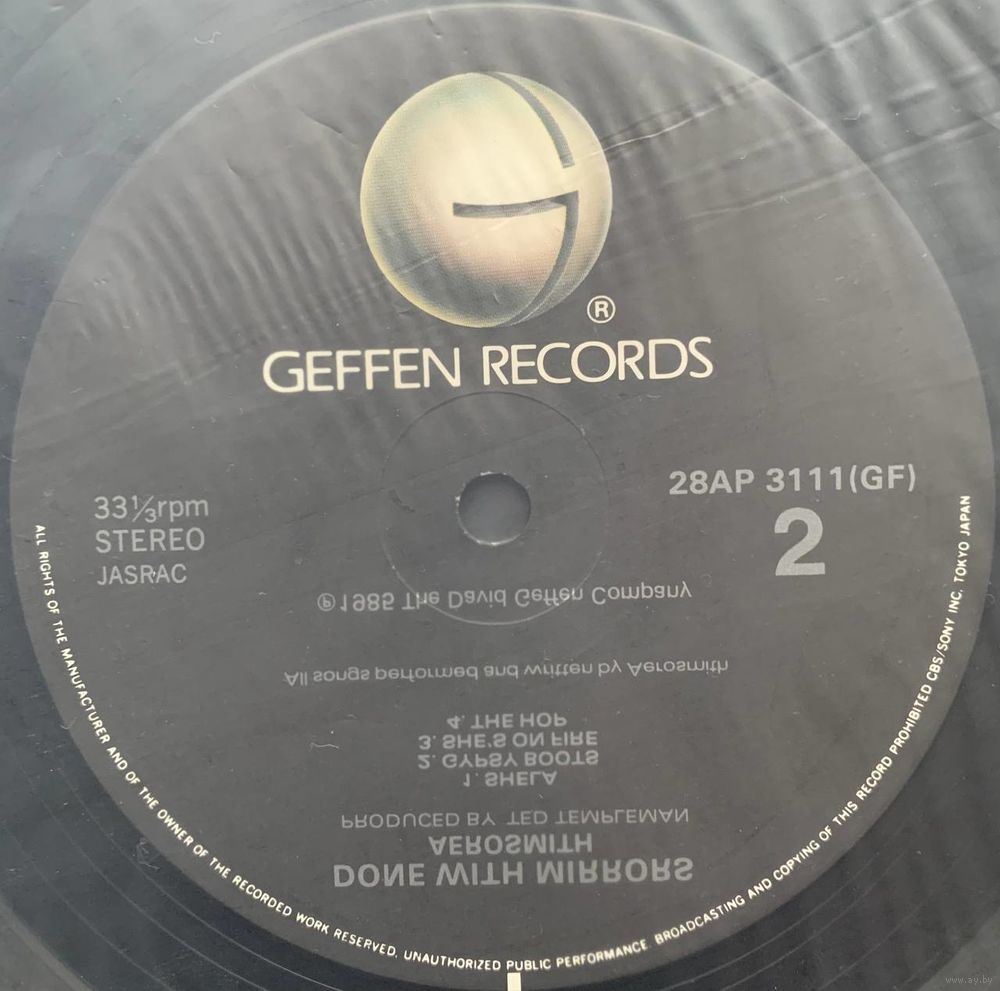 ®
GEFFEN RECORDS
28AP 3111(GF)
2
33⅓rpm
STEREO
JASRAC
℗1985 The David Geffen Company
All songs performed and written by Aerosmith
4. THE HOP
3. SHE'S ON FIRE
2. GYPSY BOOTS
1. SHELA
PRODUCED BY TED TEMPLEMAN
AEROSMITH
DONE WITH MIRRORS
ALL RIGHTS OF THE MANUFACTURER AND OF THE OWNER OF THE RECORDED WORK RESERVED. UNAUTHORIZED PUBLIC PERFORMANCE. BROADCASTING AND COPYING OF THIS RECORD PROHIBITED CBS/SONY INC. TOKYO JAPAN
www.ay.by